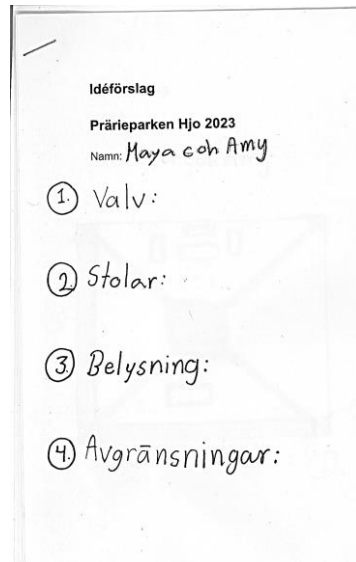 Idéförslag
Prärieparken Hjo 2023
Namn: Maya coh Amy
1. Valv:
2. Stolar:
3. Belysning:
4. Avgränsningar: